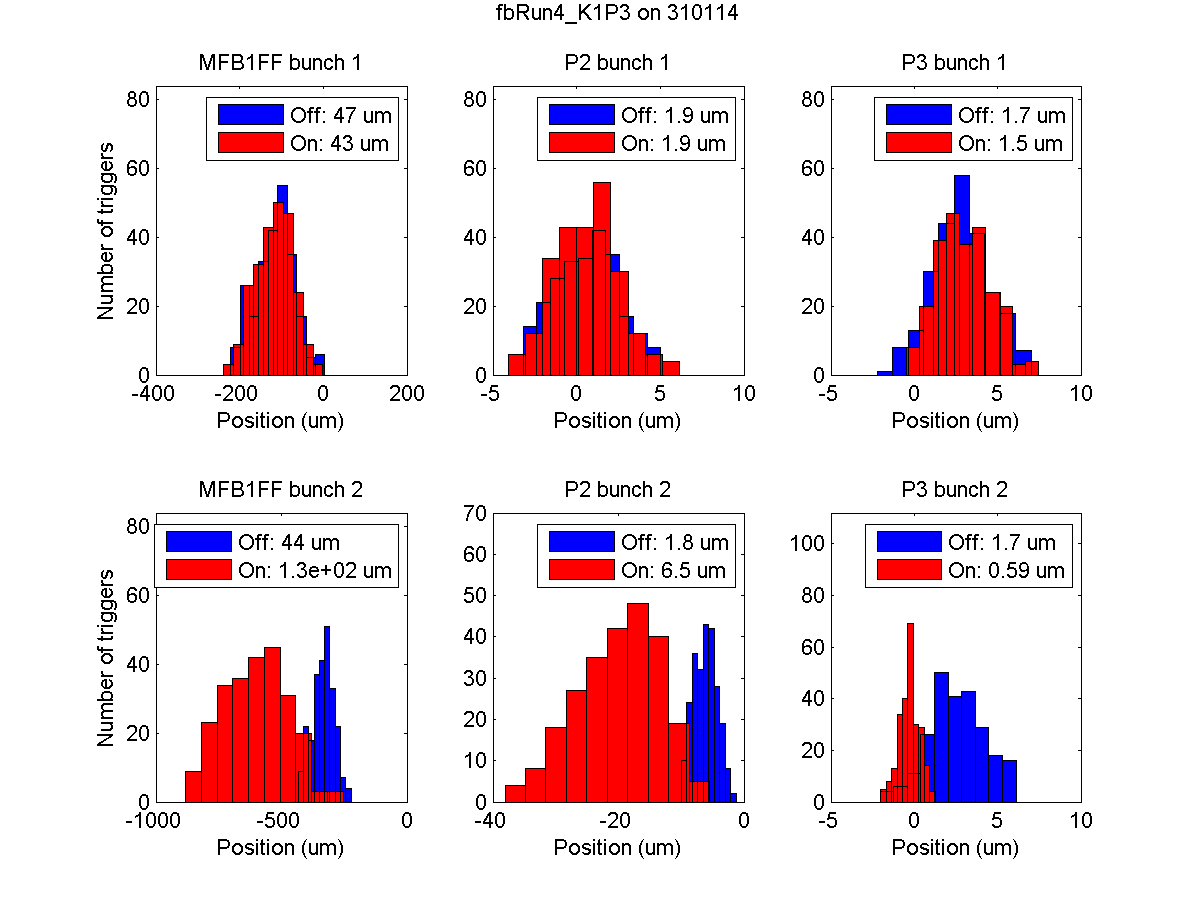 fbRun4_K1P3 on 310114
MFB1FF bunch 1
80
60
40
20
0
-400
-200
0
200
Number of triggers
Position (um)
Off: 47 um
On: 43 um
P2 bunch 1
80
60
40
20
0
-5
0
5
10
Position (um)
Off: 1.9 um
On: 1.9 um
P3 bunch 1
80
60
40
20
0
-5
0
5
10
Position (um)
Off: 1.7 um
On: 1.5 um
MFB1FF bunch 2
80
60
40
20
0
-1000
-500
0
Number of triggers
Position (um)
Off: 44 um
On: 1.3e+02 um
P2 bunch 2
70
60
50
40
30
20
10
0
-40
-20
0
Position (um)
Off: 1.8 um
On: 6.5 um
P3 bunch 2
100
80
60
40
20
0
-5
0
5
10
Position (um)
Off: 1.7 um
On: 0.59 um